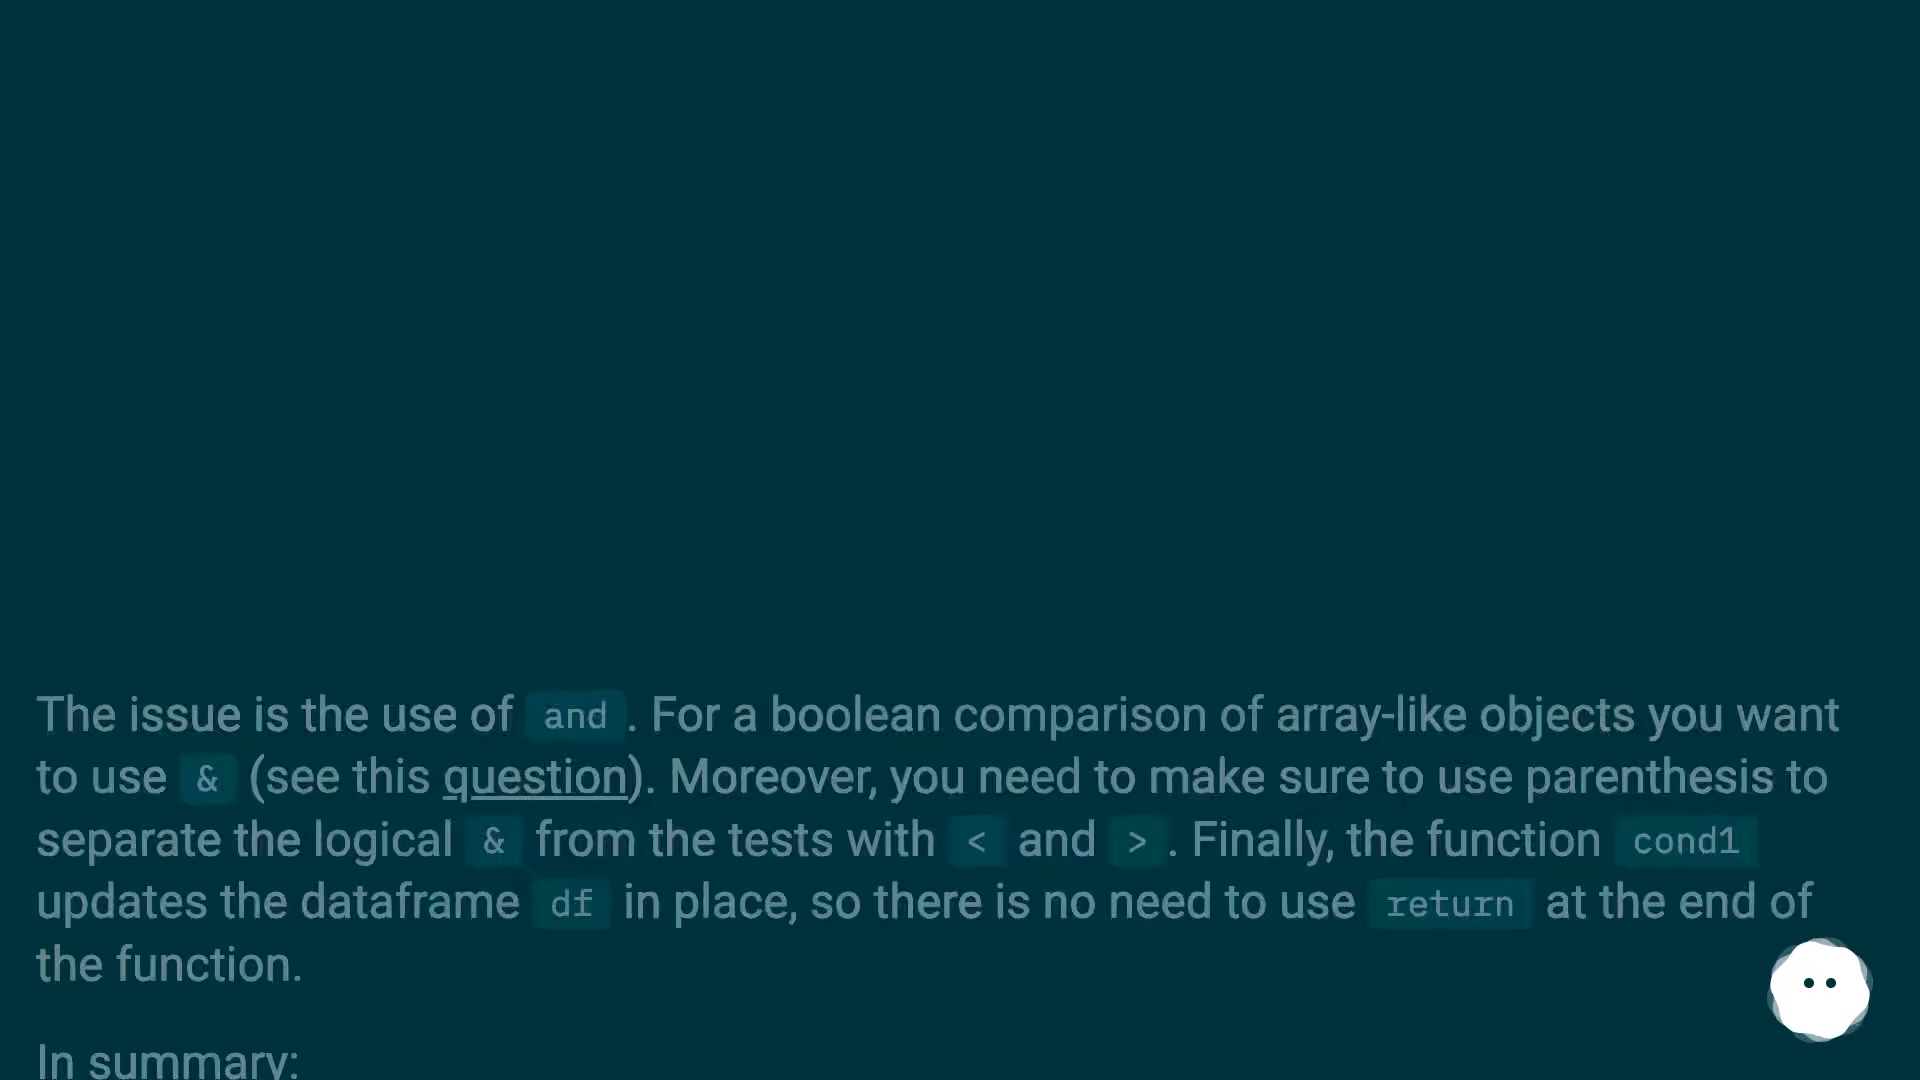 The issue is the use of and. For a boolean comparison of array-like objects you want
to use & (see this question). Moreover, you need to make sure to use parenthesis to
separate the logical & from the tests with < and >. Finally, the function cond1
updates the dataframe df in place, so there is no need to use return at the end of
the function.
In summary: